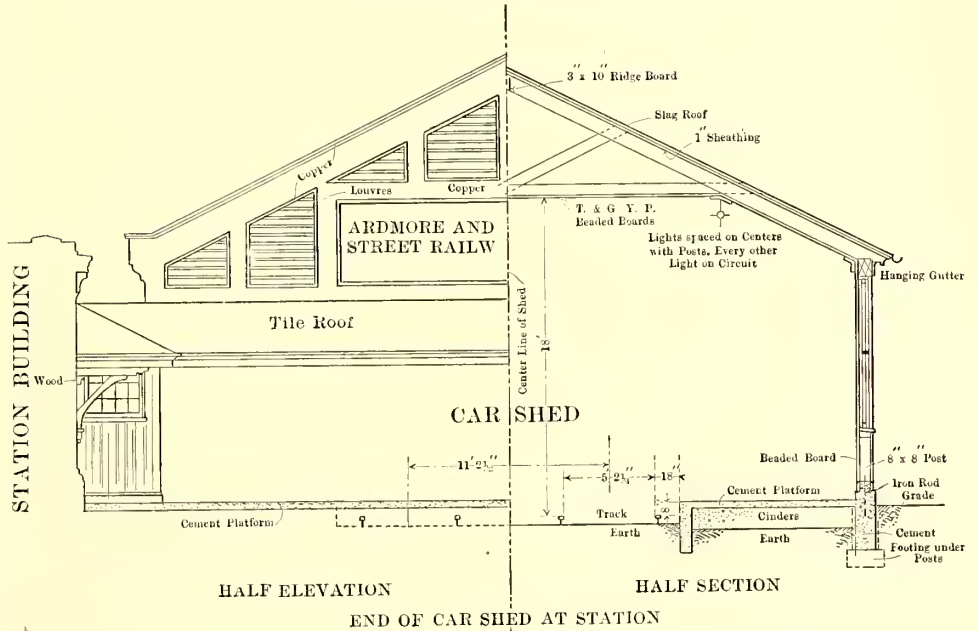 3" x 10" Ridge Board
Slag Roof
1" Sheathing
Copper
Louvres
Copper
T. & G. Y. P.
Beaded Boards
ARDMORE AND
STREET RAILW
Lights spaced on Centers
with Posts. Every other
Light on Circuit
Hanging Gutter
STATION BUILDING
Tile Roof
Center Line of Shed
18'
Wood
CAR SHED
11'-2½"
5'-2½"
18"
Beaded Board
8" x 8" Post
Iron Rod
Grade
Cement Platform
Cement Platform
Track
Cinders
Earth
Earth
Cement
Footing under
Posts
HALF ELEVATION
HALF SECTION
END OF CAR SHED AT STATION